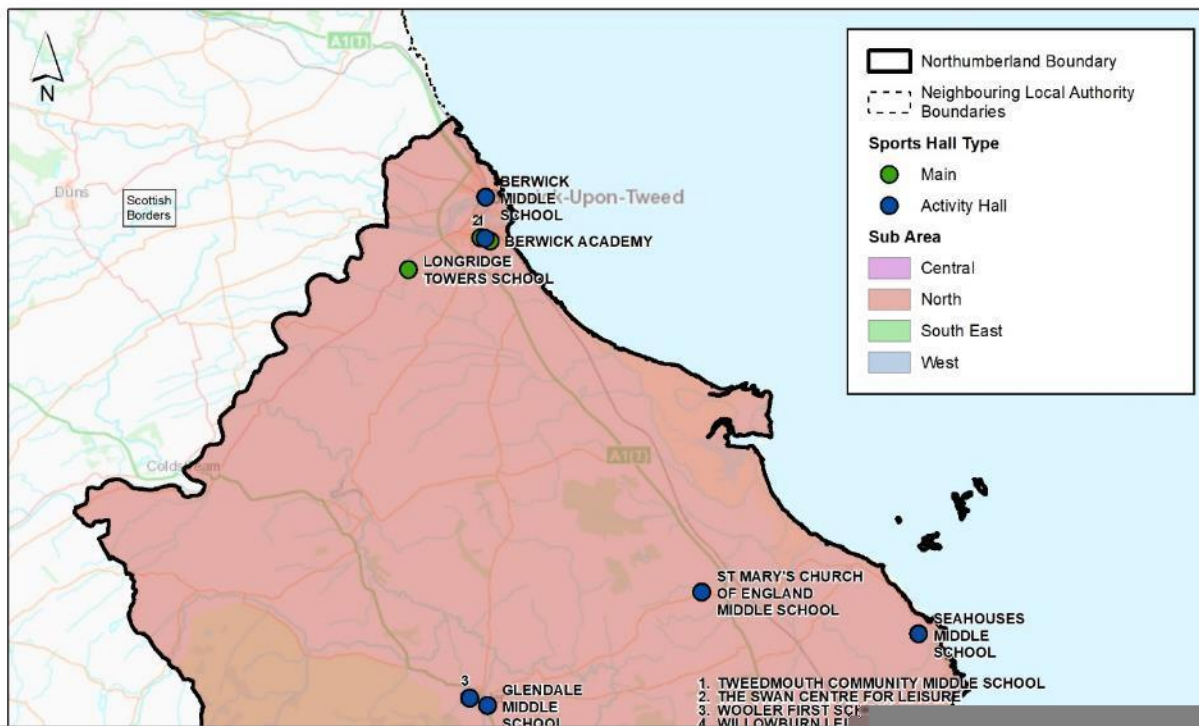 A1(T)
N
Northumberland Boundary
Neighbouring Local Authority
Boundaries
Sports Hall Type
Main
Activity Hall
Sub Area
Central
North
South East
West
Duns
Scottish
Borders
BERWICK
MIDDLE
SCHOOL
ick-Upon-Tweed
21
BERWICK ACADEMY
LONGRIDGE
TOWERS SCHOOL
Coldstream
A1(T)
ST MARY'S CHURCH
OF ENGLAND
MIDDLE SCHOOL
SEAHOUSES
MIDDLE
SCHOOL
3
GLENDALE
MIDDLE
SCHOOL
1. TWEEDMOUTH COMMUNITY MIDDLE SCHOOL
2. THE SWAN CENTRE FOR LEISURE
3. WOOLER FIRST SCH
4. WILLOWBURN LEI